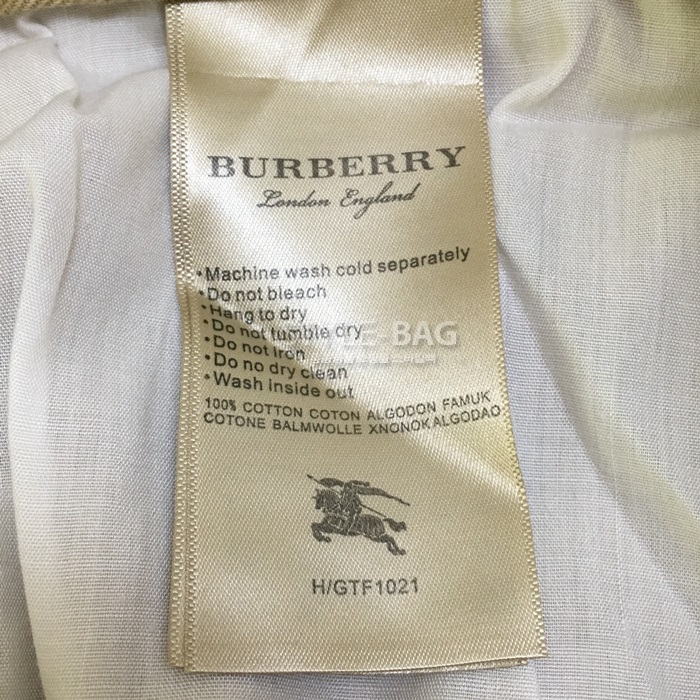 BURBERRY
London England
•Machine wash cold separately
•Do not bleach
•Hang to dry
•Do not tumble dry
•Do not iron
•Do no dry clean
•Wash inside out
100% COTTON COTON ALGODON FAMUK
COTONE BALMWOLLE XNONOKALGODAO
E-BAG
H/GTF1021